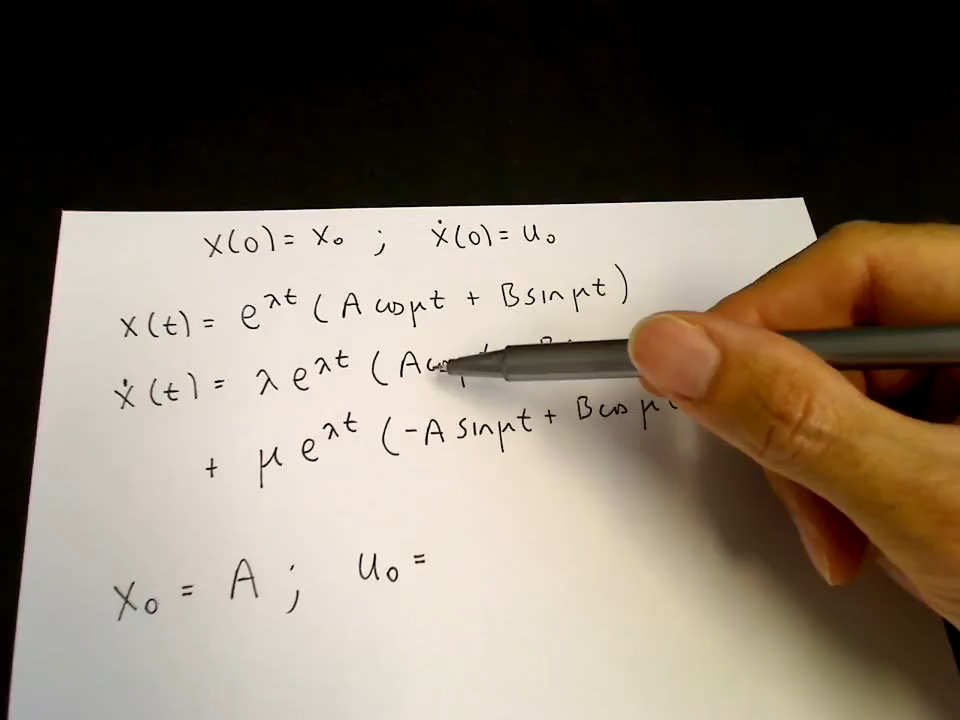 x(0) = x₀ ; ẋ(0) = u₀
x(t) = e^λt (A cos μt + B sin μt)
ẋ(t) = λ e^λt (A
+ μ e^λt (-A sin μt + B cos μ
x₀ = A ; u₀ =